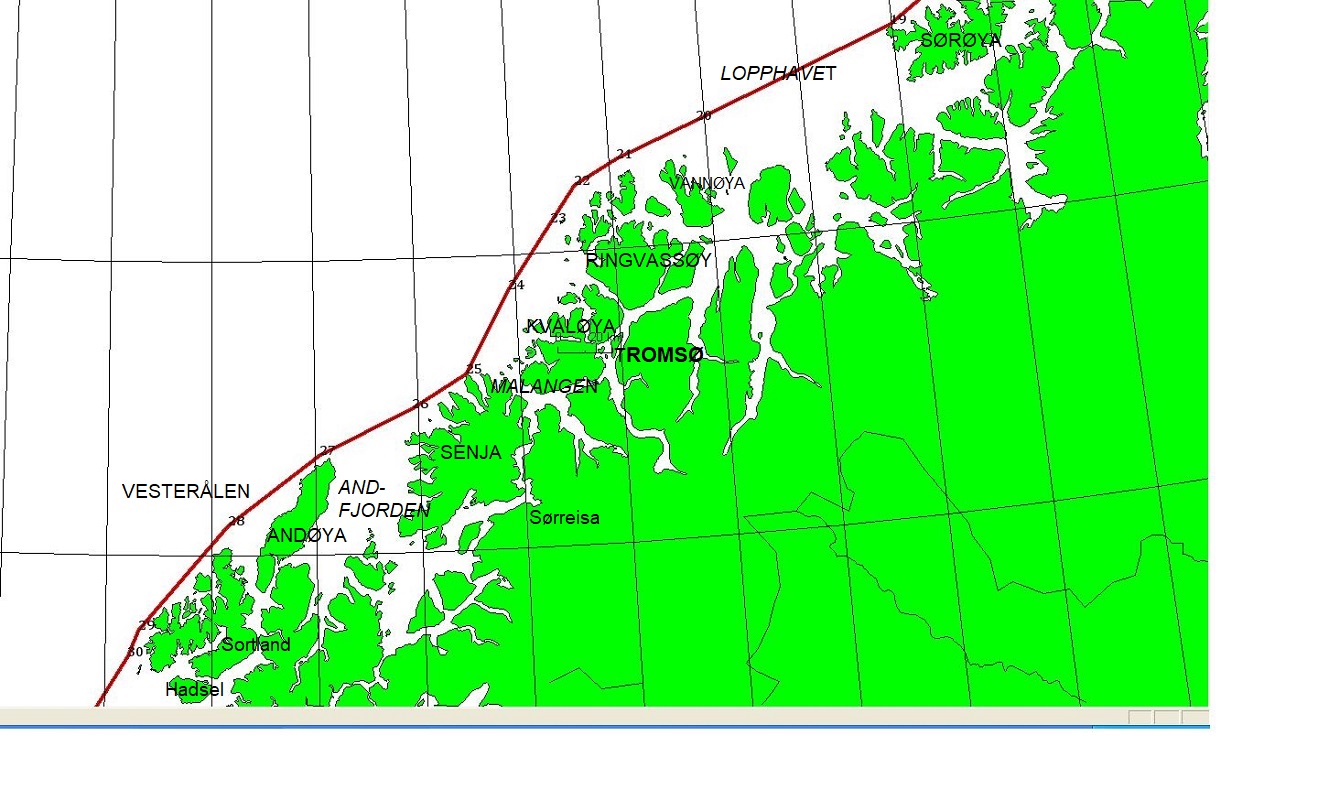 19
SØRØYA
LOPPHAVET
20
21
22
VANNØYA
23
RINGVASSØY
24
KVALØYA
TROMSØ
25
MALANGEN
26
27
SENJA
VESTERÅLEN
AND-
FJORDEN
28
Sørreisa
ANDØYA
29
Sortland
30
Hadsel